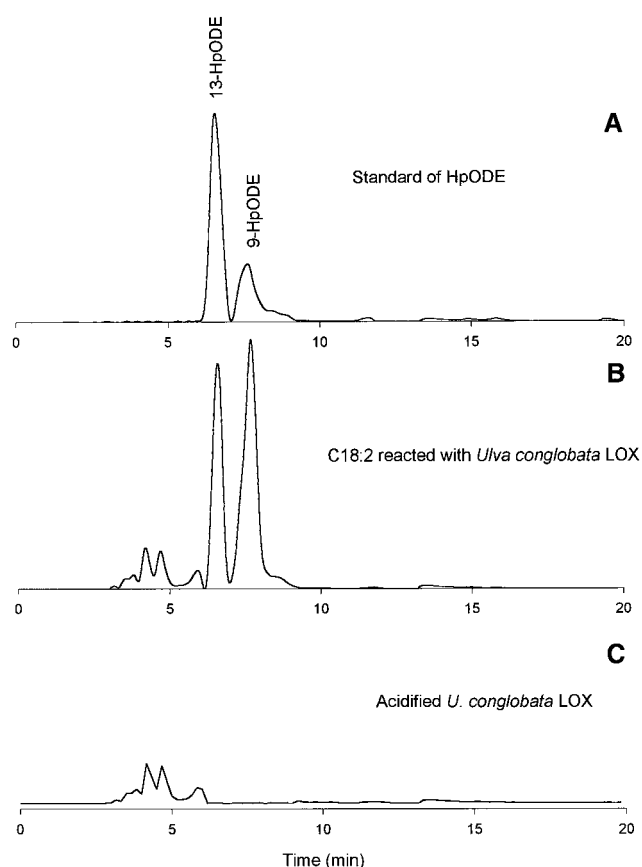 13-HpODE
9-HpODE
A
Standard of HpODE
0 5 10 15 20
B
C18:2 reacted with Ulva conglobata LOX
0 5 10 15 20
C
Acidified U. conglobata LOX
0 5 10 15 20
Time (min)